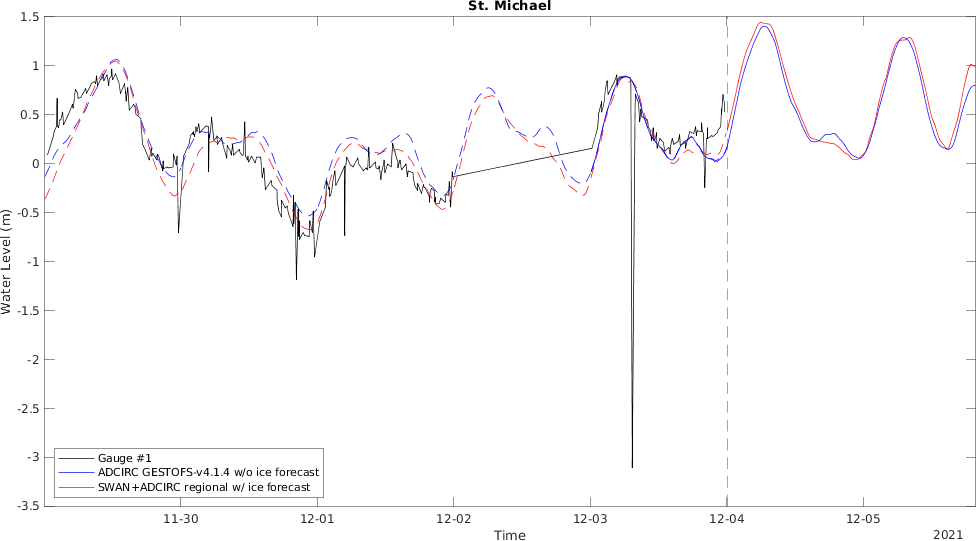 St. Michael
1.5
1
0.5
0
-0.5
-1
-1.5
-2
-2.5
-3
-3.5
Water Level (m)
Gauge #1
ADCIRC GESTOFS-v4.1.4 w/o ice forecast
SWAN+ADCIRC regional w/ ice forecast
11-30 12-01 12-02 12-03 12-04 12-05
Time
2021